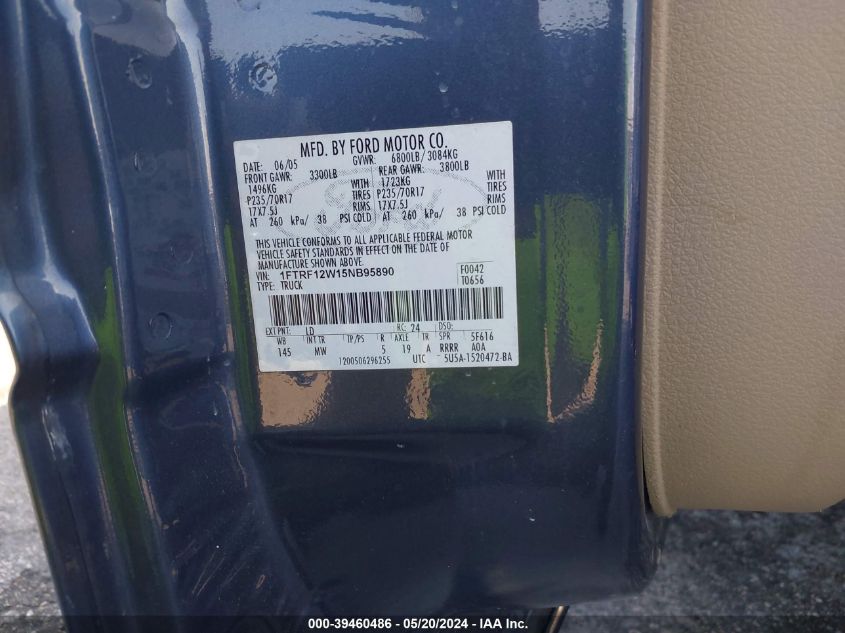 MFD. BY FORD MOTOR CO.
DATE: 06/05 GVWR: 6800LB/ 3084KG
FRONT GAWR: 3300LB REAR GAWR: 3800LB
1496KG WITH 1723KG WITH
P235/70R17 TIRES P235/70R17 TIRES
17X7.5J RIMS 17X7.5J RIMS
AT 260 kPa/ 38 PSI COLD AT 260 kPa/ 38 PSI COLD
THIS VEHICLE CONFORMS TO ALL APPLICABLE FEDERAL MOTOR
VEHICLE SAFETY STANDARDS IN EFFECT ON THE DATE OF
MANUFACTURE SHOWN ABOVE.
VIN: 1FTRF12W15NB95890 F0042
TYPE: TRUCK T0656
EXT PNT: LD RC: 24 DSO:
WB INT TR TP/PS R AXLE TR SPR 5F616
145 MW 5 19 A RRRR AOA
1200506296255 UTC 5U5A-1520472-BA
000-39460486 - 05/20/2024 - IAA Inc.